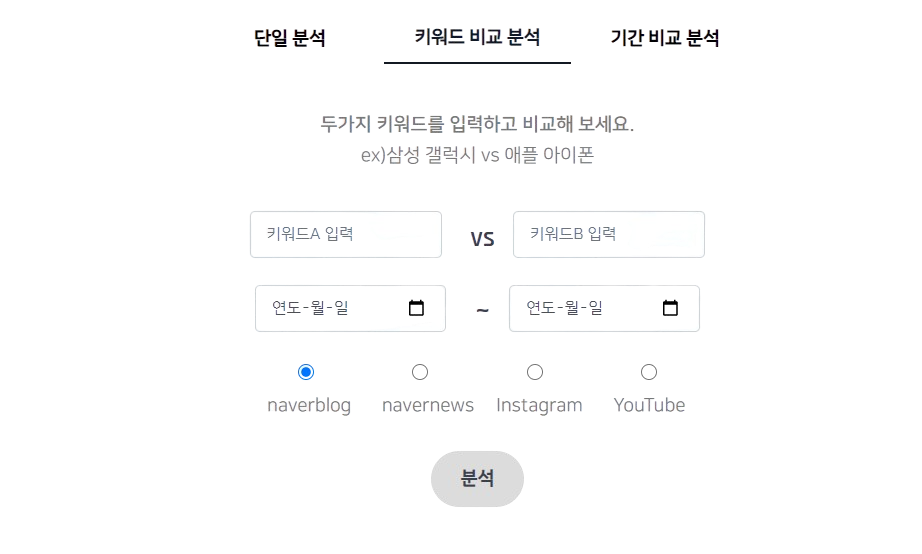 단일 분석 키워드 비교 분석 기간 비교 분석
두가지 키워드를 입력하고 비교해 보세요.
ex)삼성 갤럭시 vs 애플 아이폰
키워드A 입력 VS 키워드B 입력
연도-월-일 ~ 연도-월-일
naverblog navernews Instagram YouTube
분석